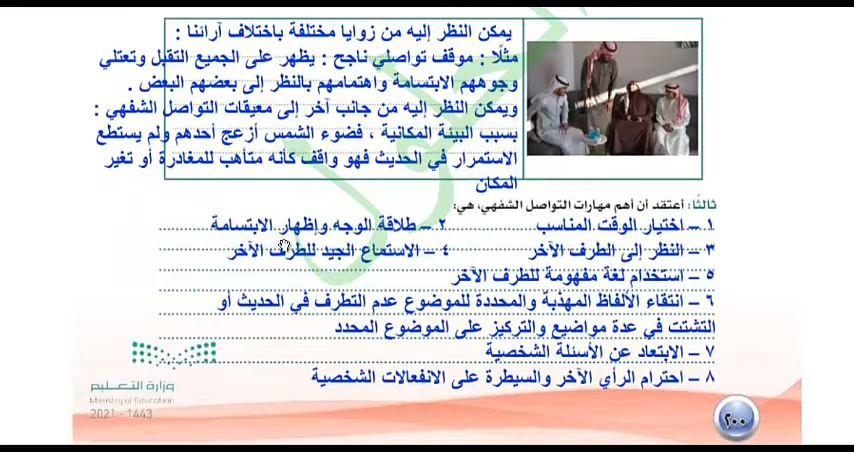 يمكن النظر إليه من زوايا مختلفة باختلاف آرائنا :
مثلًا : موقف تواصلي ناجح : يظهر على الجميع التقبل وتعتلي
وجوههم الابتسامة واهتمامهم بالنظر إلى بعضهم البعض .
ويمكن النظر إليه من جانب آخر إلى معيقات التواصل الشفهي :
بسبب البيئة المكانية ، فضوء الشمس أزعج أحدهم ولم يستطع
الاستمرار في الحديث فهو واقف كأنه متأهب للمغادرة أو تغير
المكان
ثالثًا: أعتقد أن أهم مهارات التواصل الشفهي، هي:
١ – اختيار الوقت المناسب ٢ – طلاقة الوجه وإظهار الابتسامة
٣ – النظر إلى الطرف الآخر ٤ – الاستماع الجيد للطرف الآخر
٥ – استخدام لغة مفهومة للطرف الآخر
٦ – انتقاء الألفاظ المهذبة والمحددة للموضوع عدم التطرف في الحديث أو
التشتت في عدة مواضيع والتركيز على الموضوع المحدد
٧ – الابتعاد عن الأسئلة الشخصية
٨ – احترام الرأي الآخر والسيطرة على الانفعالات الشخصية
وزارة التعليم
Ministry of Education
2021 - 1443
٢٠٠